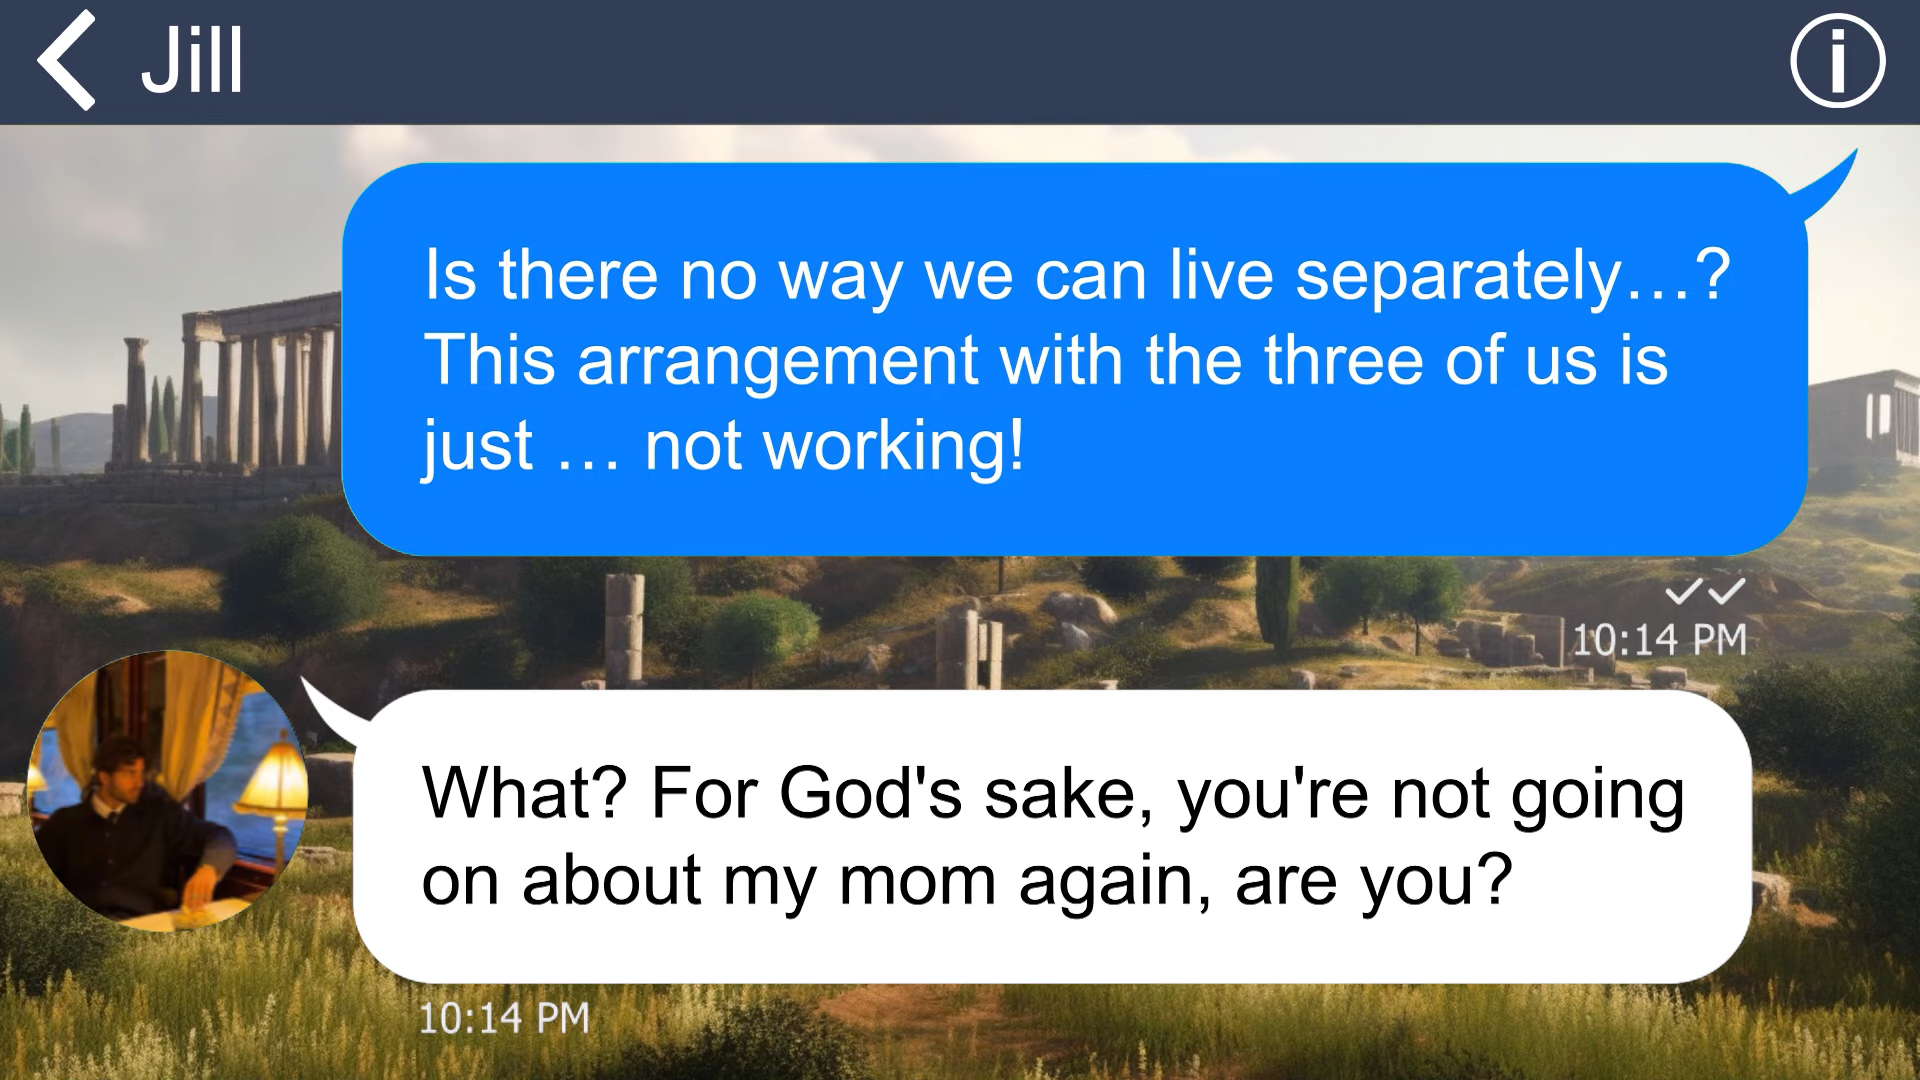 Jill
Is there no way we can live separately…?
This arrangement with the three of us is
just … not working!
10:14 PM
What? For God's sake, you're not going
on about my mom again, are you?
10:14 PM